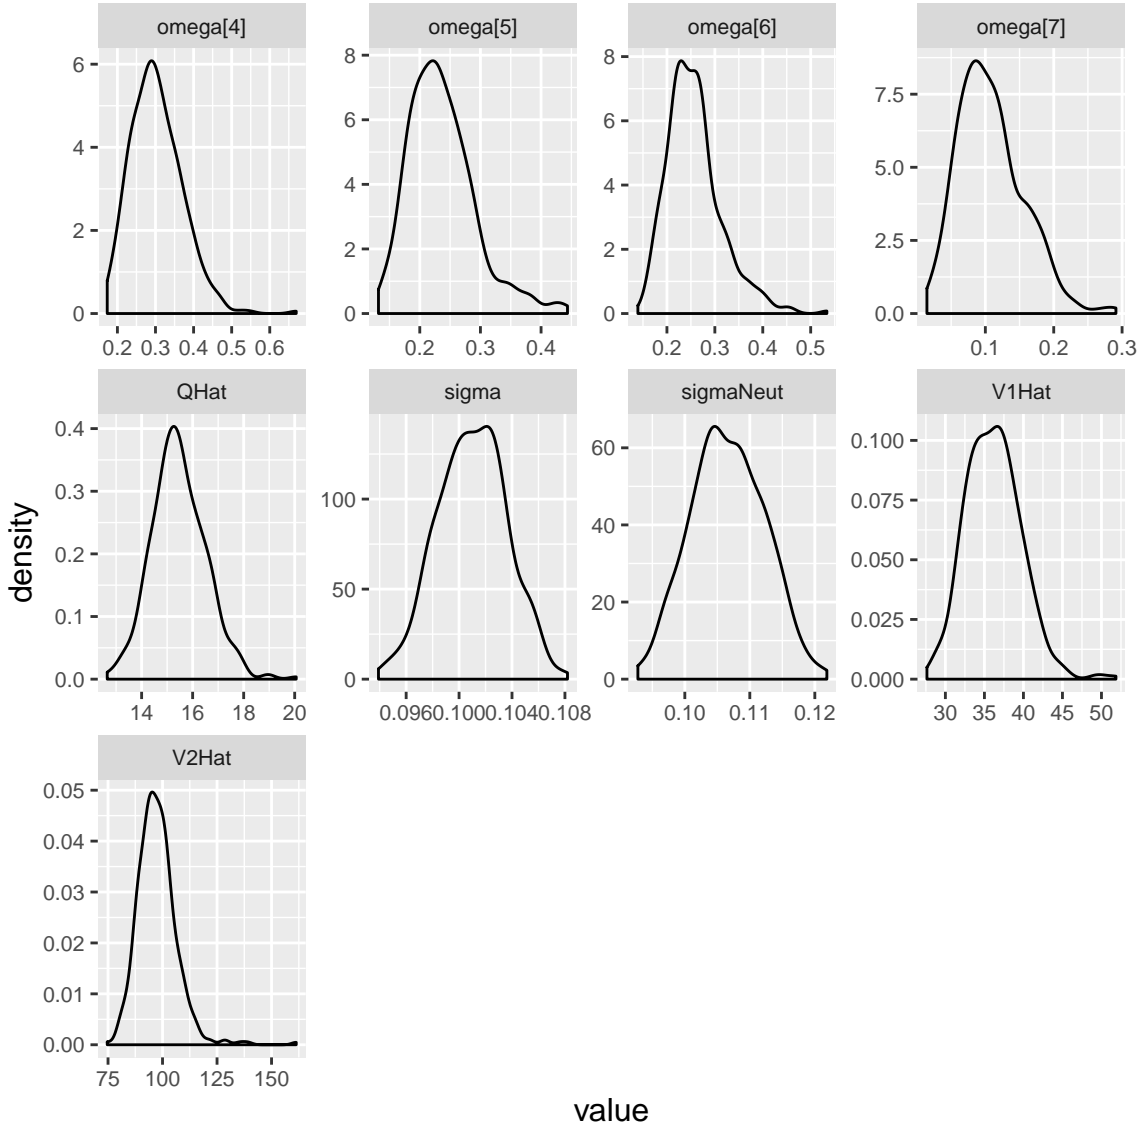 omega[4] omega[5] omega[6] omega[7]
6
4
2
0
8
6
4
2
0
8
6
4
2
0
7.5
5.0
2.5
0.0
0.2 0.3 0.4 0.5 0.6
0.2 0.3 0.4
0.2 0.3 0.4 0.5
0.1 0.2 0.3
QHat sigma sigmaNeut V1Hat
0.4
0.3
0.2
0.1
0.0
100
50
0
60
40
20
0
0.100
0.075
0.050
0.025
0.000
14 16 18 20
0.096 0.100 0.104 0.108
0.10 0.11 0.12
30 35 40 45 50
V2Hat
0.05
0.04
0.03
0.02
0.01
0.00
75 100 125 150
density
value